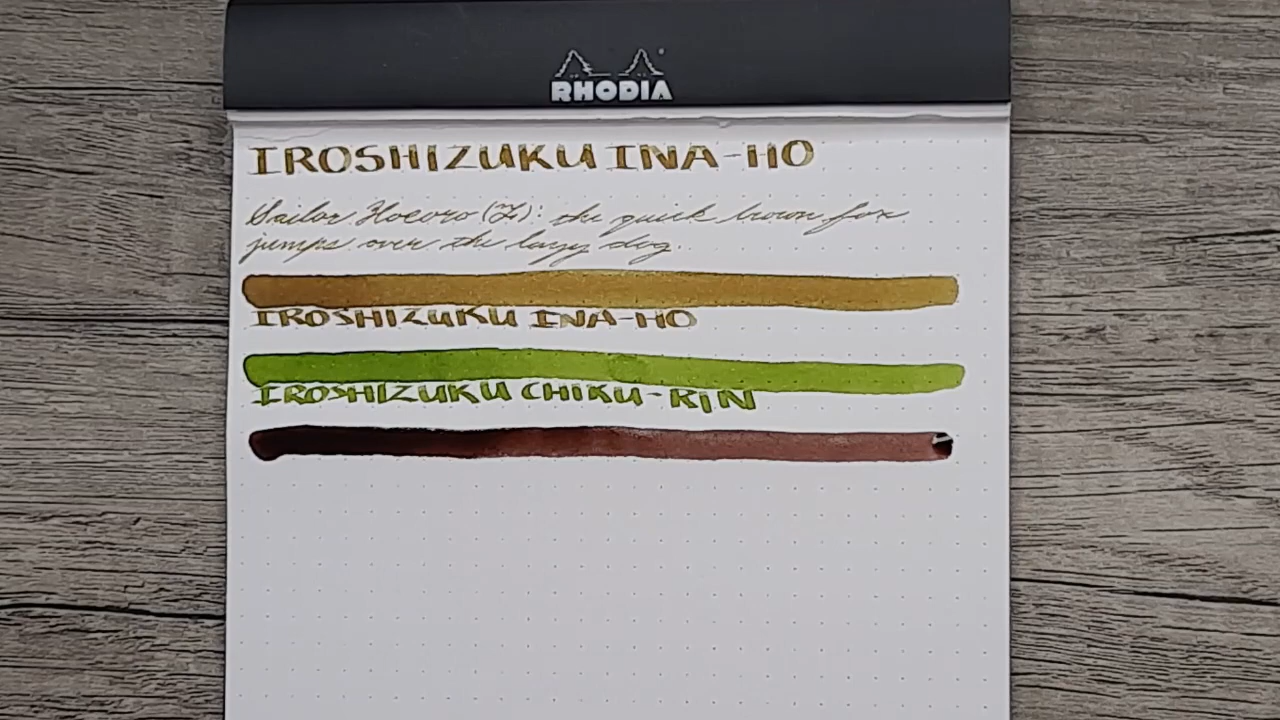 RHODIA
IROSHIZUKU INA-HO
Sailor Hocoro (F): the quick brown fox
jumps over the lazy dog.
IROSHIZUKU INA-HO
IROSHIZUKU CHIKU-RIN